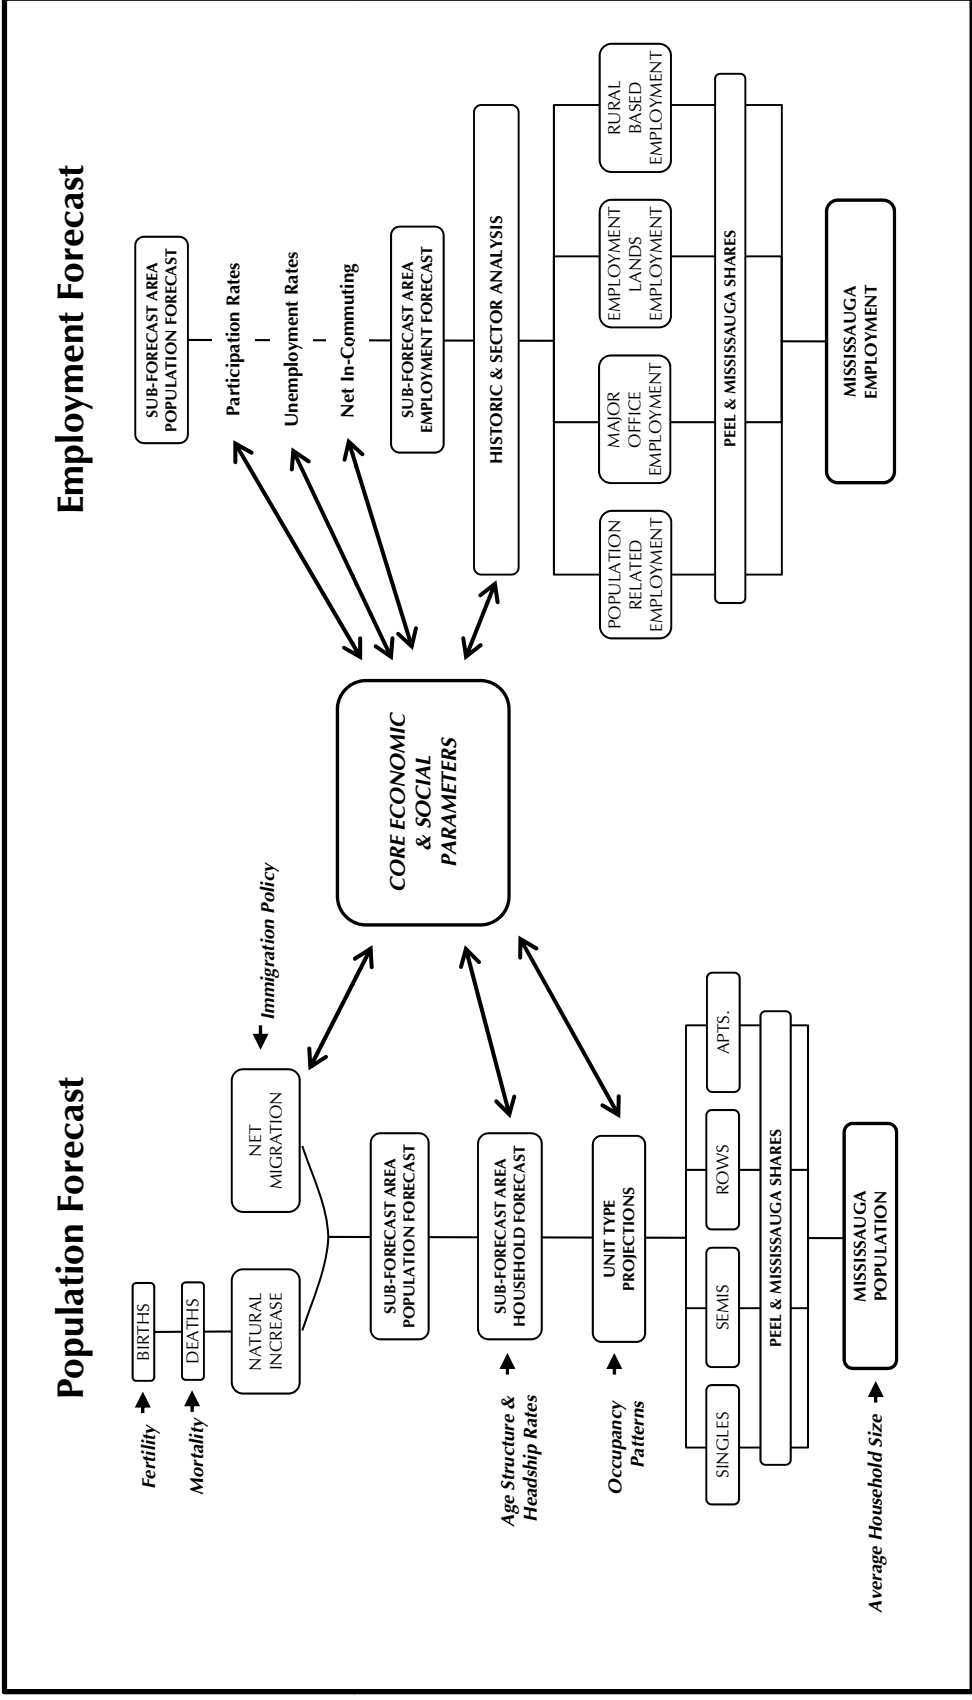 Population Forecast
Fertility
BIRTHS
Mortality
DEATHS
NATURAL
INCREASE
NET
MIGRATION
Immigration Policy
SUB-FORECAST AREA
POPULATION FORECAST
Age Structure &
Headship Rates
SUB-FORECAST AREA
HOUSEHOLD FORECAST
Occupancy
Patterns
UNIT TYPE
PROJECTIONS
SINGLES
SEMIS
ROWS
APTS.
PEEL & MISSISSAUGA SHARES
Average Household Size
MISSISSAUGA
POPULATION
CORE ECONOMIC
& SOCIAL
PARAMETERS
Employment Forecast
SUB-FORECAST AREA
POPULATION FORECAST
Participation Rates
Unemployment Rates
Net In-Commuting
SUB-FORECAST AREA
EMPLOYMENT FORECAST
HISTORIC & SECTOR ANALYSIS
POPULATION
RELATED
EMPLOYMENT
MAJOR
OFFICE
EMPLOYMENT
EMPLOYMENT
LANDS
EMPLOYMENT
RURAL
BASED
EMPLOYMENT
PEEL & MISSISSAUGA SHARES
MISSISSAUGA
EMPLOYMENT